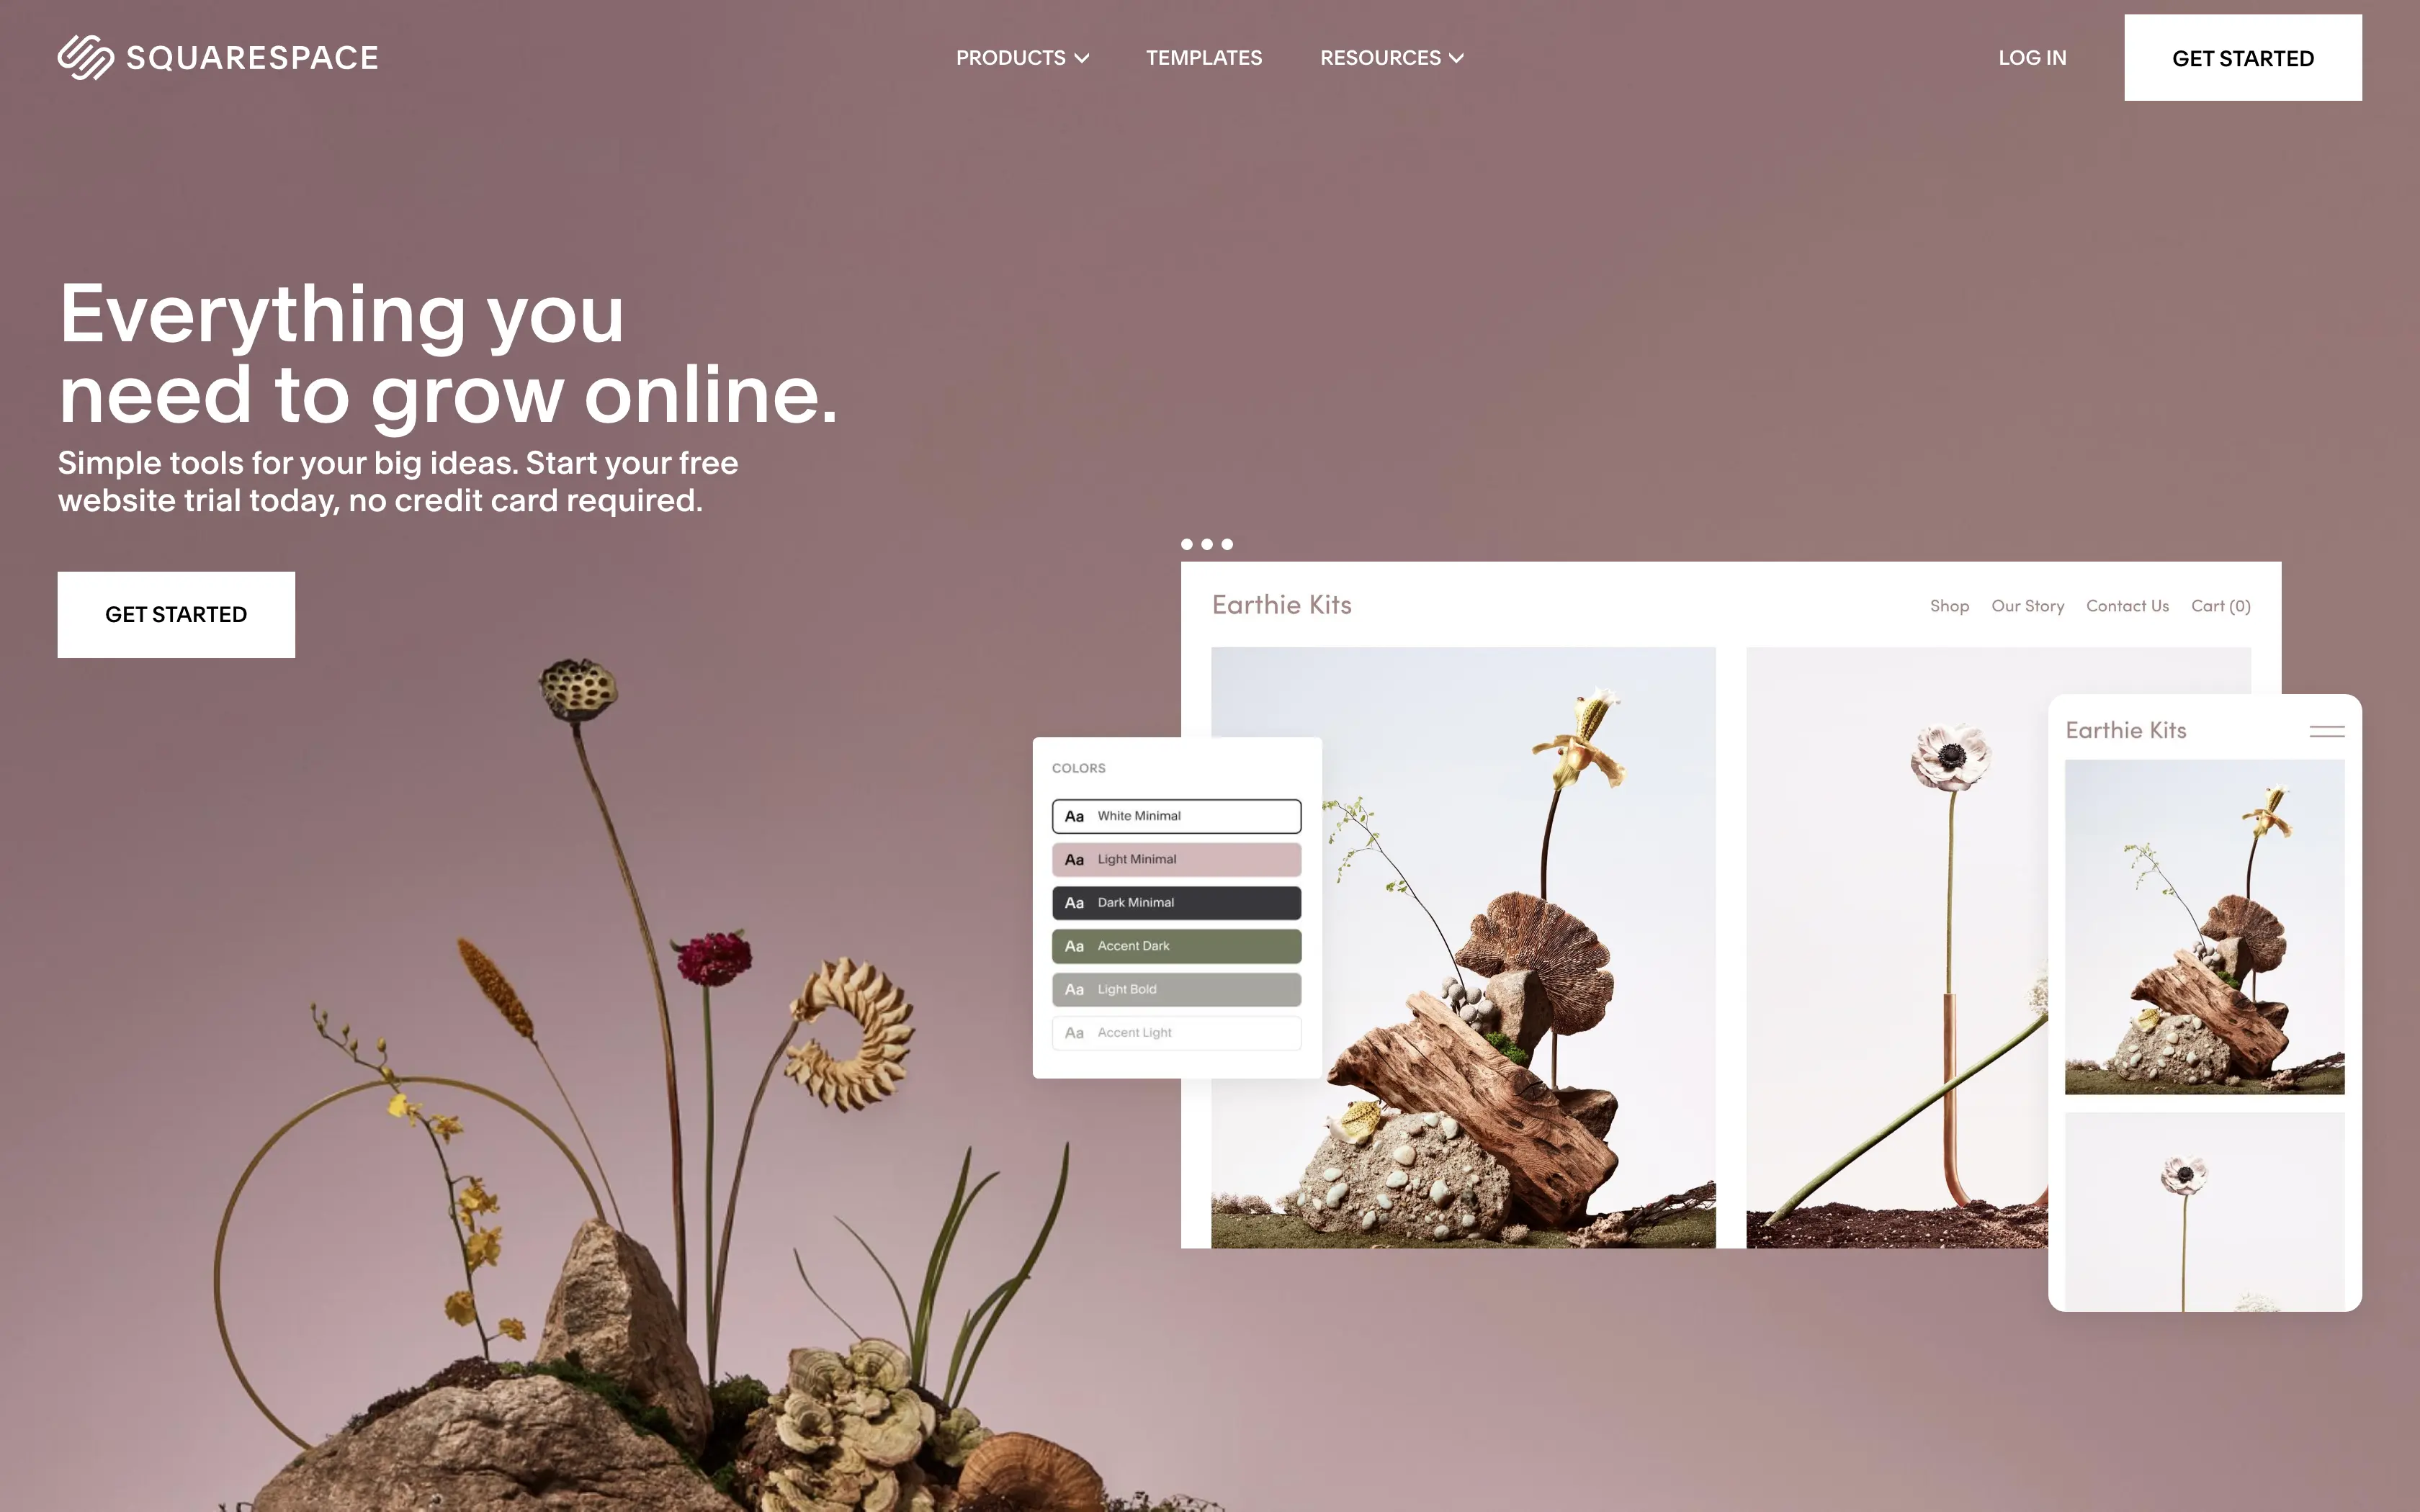 SQUARESPACE
PRODUCTS
TEMPLATES
RESOURCES
LOG IN
GET STARTED
Everything you
need to grow online.
Simple tools for your big ideas. Start your free
website trial today, no credit card required.
GET STARTED
Earthie Kits
Shop
Our Story
Contact Us
Cart (0)
COLORS
Aa White Minimal
Aa Light Minimal
Aa Dark Minimal
Aa Accent Dark
Aa Light Bold
Aa Accent Light
Earthie Kits